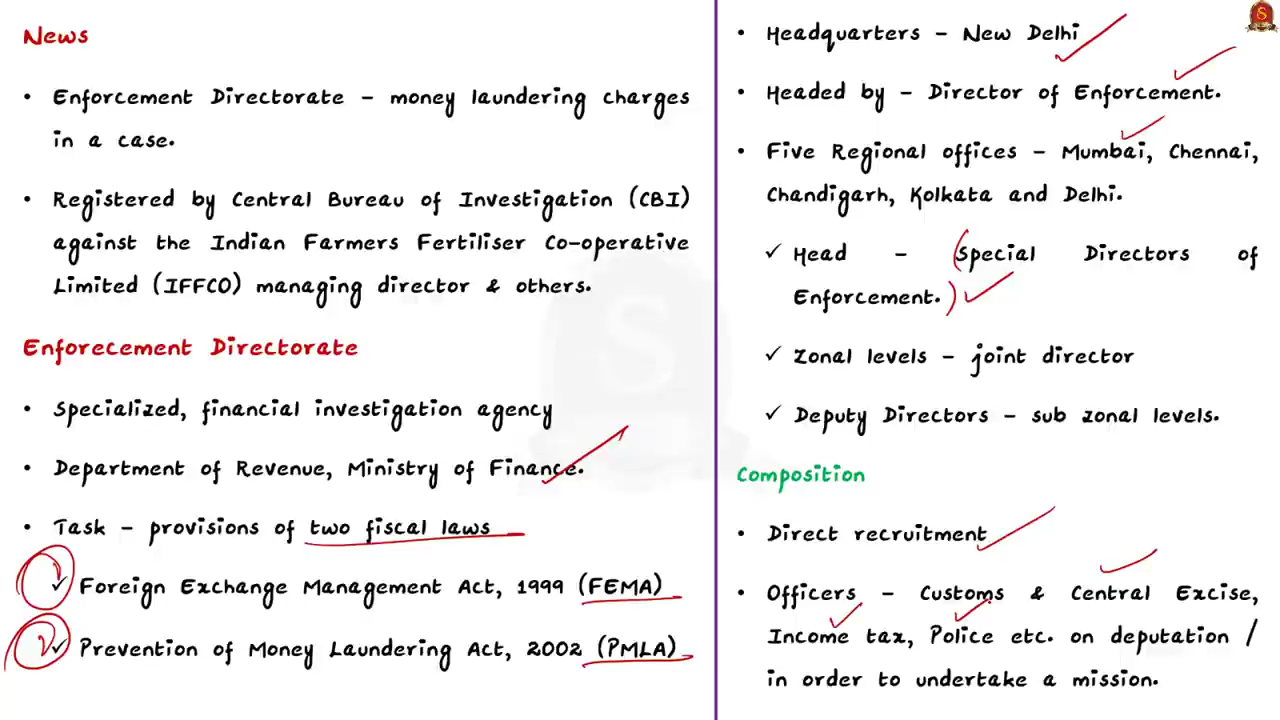 News
• Enforcement Directorate – money laundering charges
in a case.
• Registered by Central Bureau of Investigation (CBI)
against the Indian Farmers Fertiliser Co-operative
Limited (IFFCO) managing director & others.
Enforecement Directorate
• Specialized, financial investigation agency
• Department of Revenue, Ministry of Finance.
• Task – provisions of two fiscal laws
✓ Foreign Exchange Management Act, 1999 (FEMA)
✓ Prevention of Money Laundering Act, 2002 (PMLA)
• Headquarters – New Delhi
• Headed by – Director of Enforcement.
• Five Regional offices – Mumbai, Chennai,
Chandigarh, Kolkata and Delhi.
✓ Head – Special Directors of
Enforcement.
✓ Zonal levels – joint director
✓ Deputy Directors – sub zonal levels.
Composition
• Direct recruitment
• Officers – Customs & Central Excise,
Income tax, Police etc. on deputation /
in order to undertake a mission.
S
S